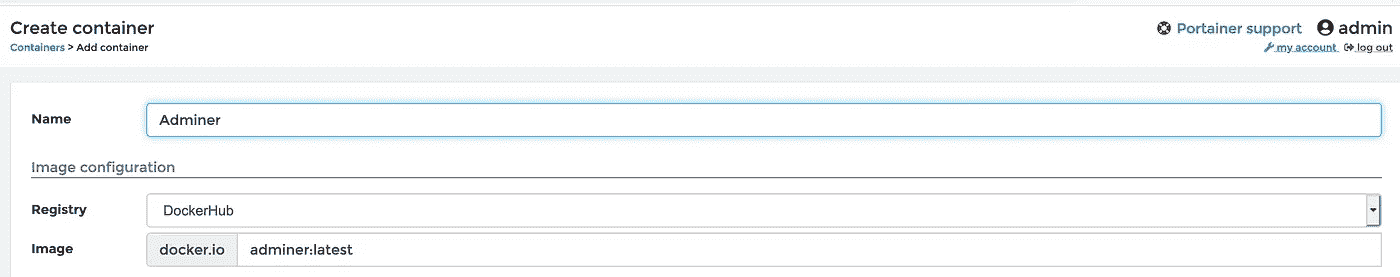 Create container
Portainer support admin
Containers > Add container
my account log out
Name Adminer
Image configuration
Registry DockerHub
Image docker.io adminer:latest